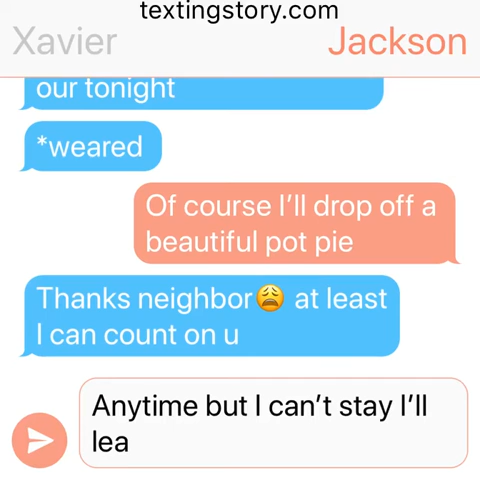 textingstory.com
Xavier Jackson
our tonight
*weared
Of course I’ll drop off a
beautiful pot pie
Thanks neighbor😩 at least
I can count on u
Anytime but I can’t stay I’ll
lea